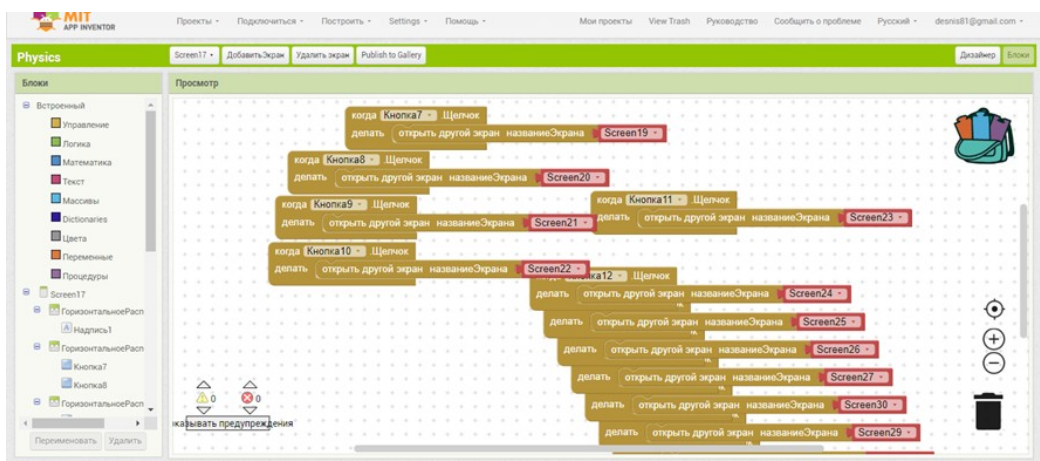 MIT
APP INVENTOR
Проекты Подключиться Построить Settings Помощь Мои проекты View Trash Руководство Сообщить о проблеме Русский desnis81@gmail.com
Physics
Screen17 ДобавитьЭкран Удалить экран Publish to Gallery Дизайнер Блоки
Блоки
Встроенный
Управление
Логика
Математика
Текст
Массивы
Dictionaries
Цвета
Переменные
Процедуры
Screen17
ГоризонтальноеРасп
Надпись1
ГоризонтальноеРасп
Кнопка7
Кнопка8
ГоризонтальноеРасп
Переименовать Удалить
Просмотр
когда Кнопка7 .Щелчок
делать открыть другой экран названиеЭкрана Screen19
когда Кнопка8 .Щелчок
делать открыть другой экран названиеЭкрана Screen20
когда Кнопка9 .Щелчок
делать открыть другой экран названиеЭкрана Screen21
когда Кнопка11 .Щелчок
делать открыть другой экран названиеЭкрана Screen23
когда Кнопка10 .Щелчок
делать открыть другой экран названиеЭкрана Screen22
нопка12 .Щелчок
делать открыть другой экран названиеЭкрана Screen24
делать открыть другой экран названиеЭкрана Screen25
делать открыть другой экран названиеЭкрана Screen26
делать открыть другой экран названиеЭкрана Screen27
делать открыть другой экран названиеЭкрана Screen30
делать открыть другой экран названиеЭкрана Screen29
0 0
казывать предупреждения